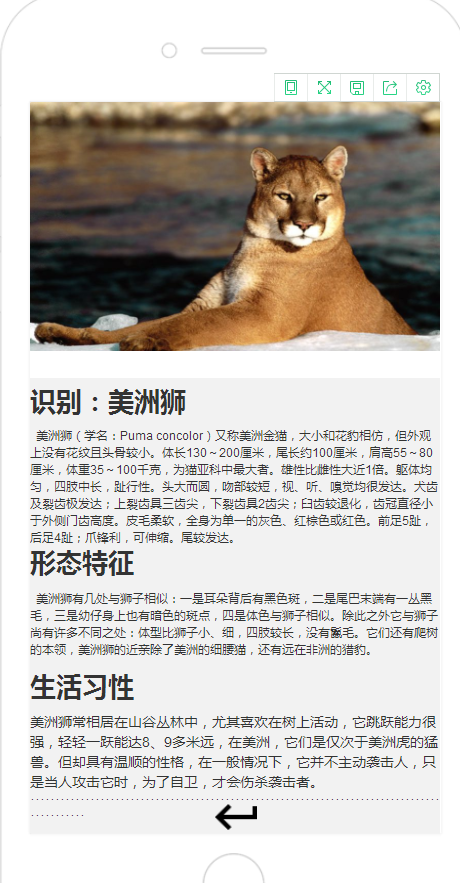 识别：美洲狮
美洲狮（学名：Puma concolor）又称美洲金猫，大小和花豹相仿，但外观
上没有花纹且头骨较小。体长130～200厘米，尾长约100厘米，肩高55～80
厘米，体重35～100千克，为猫亚科中最大者。雄性比雌性大近1倍。躯体均
匀，四肢中长，趾行性。头大而圆，吻部较短，视、听、嗅觉均很发达。犬齿
及裂齿极发达；上裂齿具三齿尖，下裂齿具2齿尖；臼齿较退化，齿冠直径小
于外侧门齿高度。皮毛柔软，全身为单一的灰色、红棕色或红色。前足5趾，
后足4趾；爪锋利，可伸缩。尾较发达。
形态特征
美洲狮有几处与狮子相似：一是耳朵背后有黑色斑，二是尾巴末端有一丛黑
毛，三是幼仔身上也有暗色的斑点，四是体色与狮子相似。除此之外它与狮子
尚有许多不同之处：体型比狮子小、细，四肢较长，没有鬣毛。它们还有爬树
的本领，美洲狮的近亲除了美洲的细腰猫，还有远在非洲的猎豹。
生活习性
美洲狮常相居在山谷丛林中，尤其喜欢在树上活动，它跳跃能力很
强，轻轻一跃能达8、9多米远，在美洲，它们是仅次于美洲虎的猛
兽。但却具有温顺的性格，在一般情况下，它并不主动袭击人，只
是当人攻击它时，为了自卫，才会伤杀袭击者。